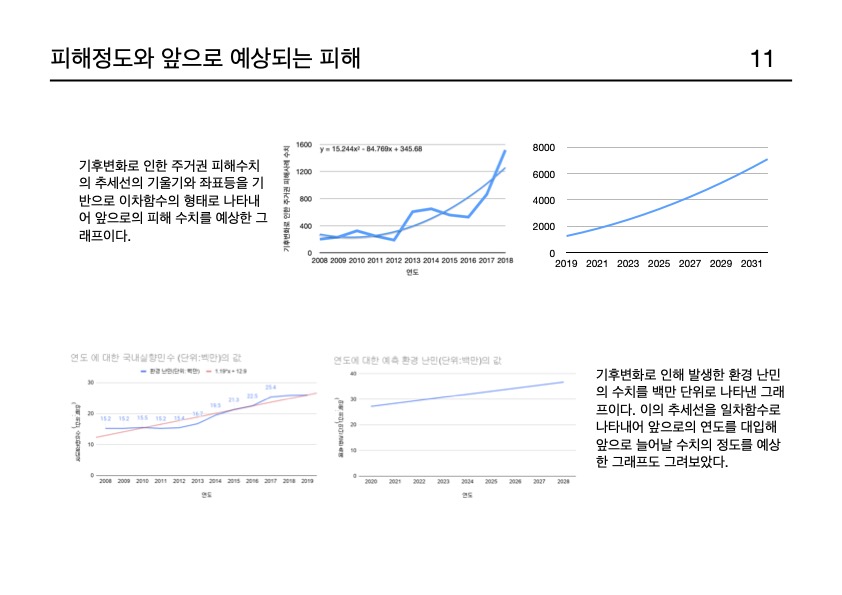 피해정도와 앞으로 예상되는 피해
11
기후변화로 인한 주거권 피해수치
의 추세선의 기울기와 좌표등을 기
반으로 이차함수의 형태로 나타내
어 앞으로의 피해 수치를 예상한 그
래프이다.
기후변화로 인한 주거권 피해사례 수치
y = 15.244x² - 84.769x + 345.68
1600
1200
800
400
0
2008 2009 2010 2011 2012 2013 2014 2015 2016 2017 2018
연도
8000
6000
4000
2000
0
2019 2021 2023 2025 2027 2029 2031
연도 에 대한 국내실향민수 (단위:백만)의 값
환경 난민(단위: 백만) 1.19*x + 12.9
30
20
10
0
15.2 15.2 15.5 15.2 15.4 16.7 19.5 21.3 22.5 25.4
2008 2009 2010 2011 2012 2013 2014 2015 2016 2017 2018 2019
연도
연도에 대한 예측 환경 난민(단위:백만)의 값
40
30
20
10
0
2020 2021 2022 2023 2024 2025 2026 2027 2028
연도
기후변화로 인해 발생한 환경 난민
의 수치를 백만 단위로 나타낸 그래
프이다. 이의 추세선을 일차함수로
나타내어 앞으로의 연도를 대입해
앞으로 늘어날 수치의 정도를 예상
한 그래프도 그려보았다.